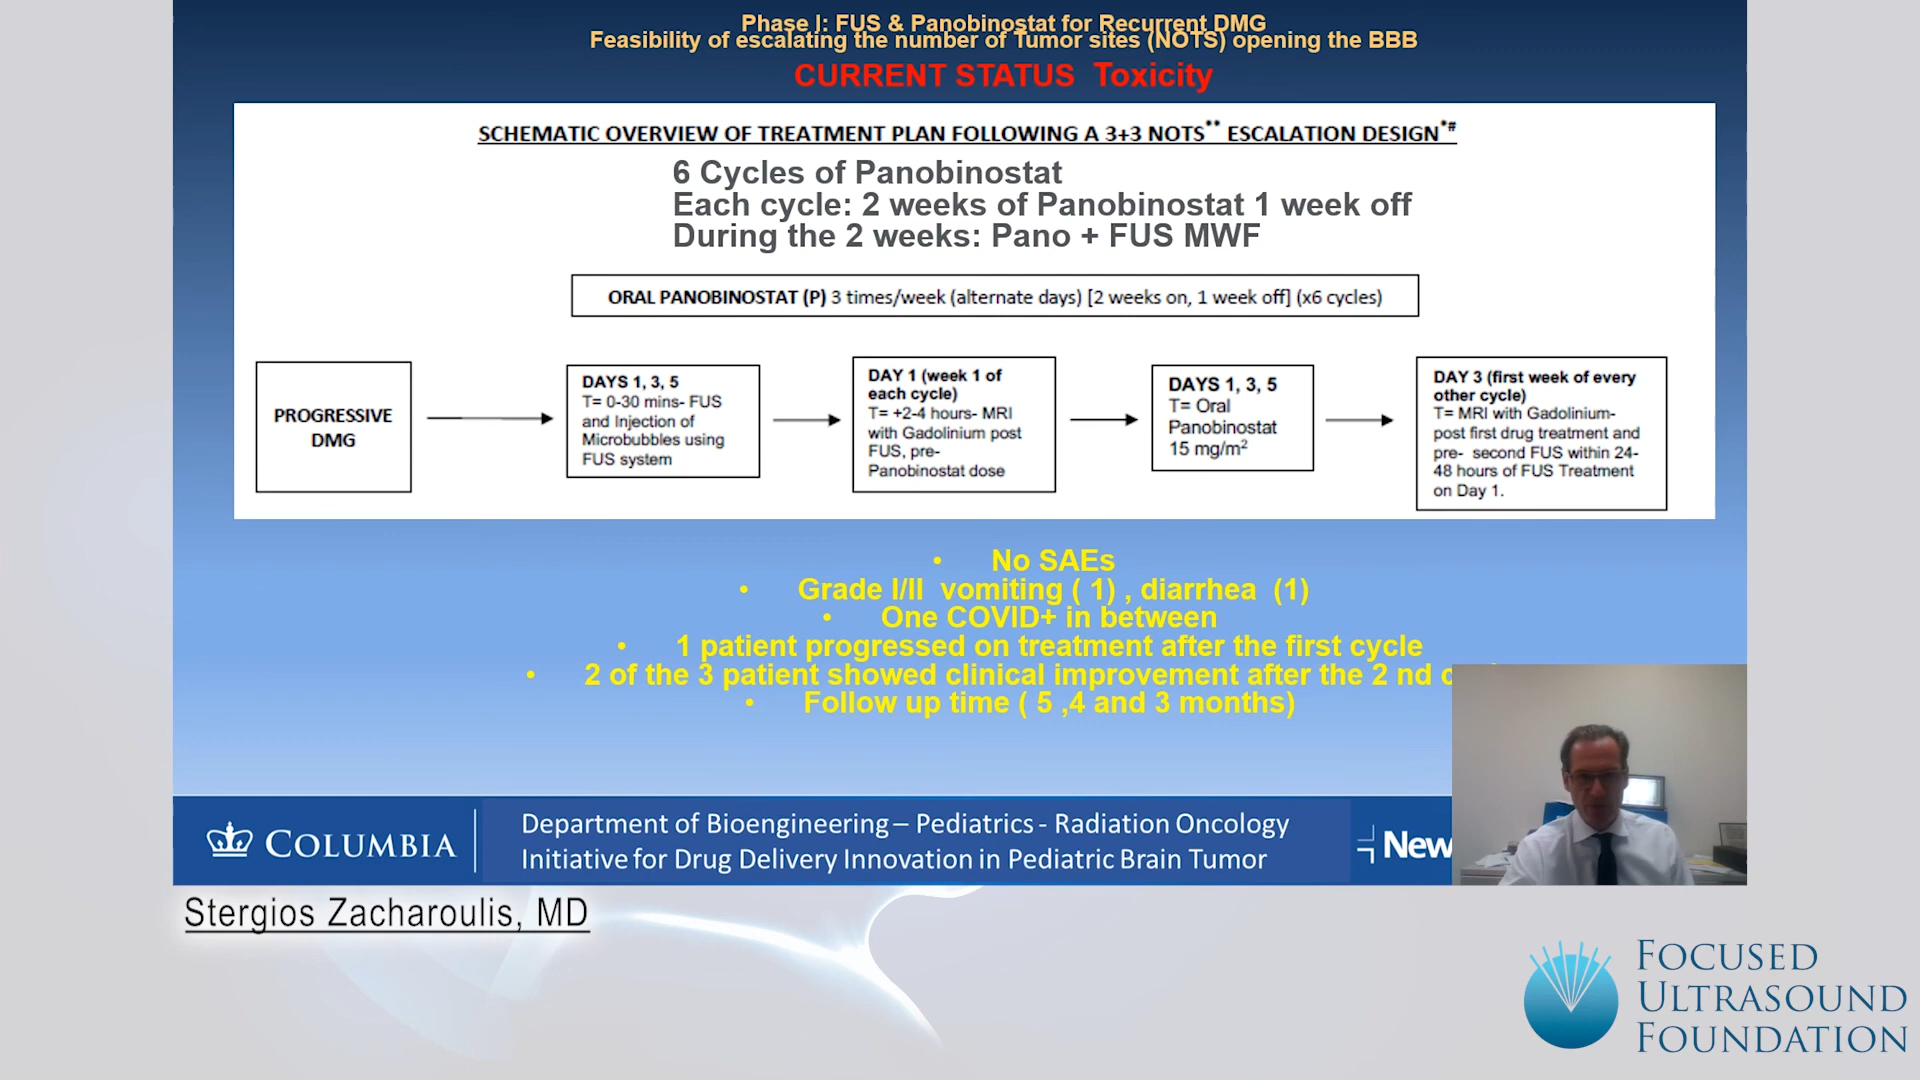 Phase I: FUS & Panobinostat for Recurrent DMG
Feasibility of escalating the number of Tumor sites (NOTS) opening the BBB
CURRENT STATUS Toxicity
SCHEMATIC OVERVIEW OF TREATMENT PLAN FOLLOWING A 3+3 NOTS** ESCALATION DESIGN*#
6 Cycles of Panobinostat
Each cycle: 2 weeks of Panobinostat 1 week off
During the 2 weeks: Pano + FUS MWF
ORAL PANOBINOSTAT (P) 3 times/week (alternate days) [2 weeks on, 1 week off] (x6 cycles)
PROGRESSIVE
DMG
DAYS 1, 3, 5
T= 0-30 mins- FUS
and Injection of
Microbubbles using
FUS system
DAY 1 (week 1 of
each cycle)
T= +2-4 hours- MRI
with Gadolinium post
FUS, pre-
Panobinostat dose
DAYS 1, 3, 5
T= Oral
Panobinostat
15 mg/m²
DAY 3 (first week of every
other cycle)
T= MRI with Gadolinium-
post first drug treatment and
pre- second FUS within 24-
48 hours of FUS Treatment
on Day 1.
• No SAEs
• Grade I/II vomiting ( 1) , diarrhea (1)
• One COVID+ in between
• 1 patient progressed on treatment after the first cycle
• 2 of the 3 patient showed clinical improvement after the 2 nd
• Follow up time ( 5 ,4 and 3 months)
COLUMBIA
Department of Bioengineering – Pediatrics - Radiation Oncology
Initiative for Drug Delivery Innovation in Pediatric Brain Tumor
New
Stergios Zacharoulis, MD
FOCUSED
ULTRASOUND
FOUNDATION